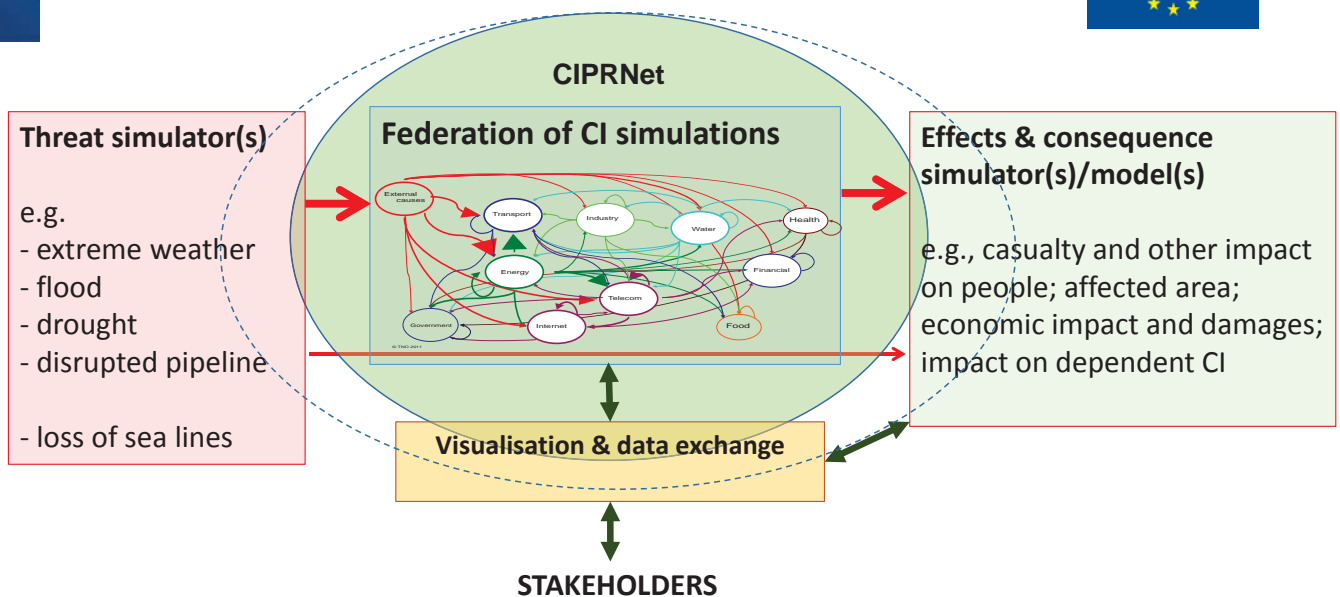 CIPRNet
Threat simulator(s)
e.g.
- extreme weather
- flood
- drought
- disrupted pipeline
- loss of sea lines
Federation of CI simulations
External
causes
Transport
Industry
Water
Health
Energy
Financial
Telecom
Government
Internet
Food
© TNO 2011
Effects & consequence
simulator(s)/model(s)
e.g., casualty and other impact
on people; affected area;
economic impact and damages;
impact on dependent CI
Visualisation & data exchange
STAKEHOLDERS